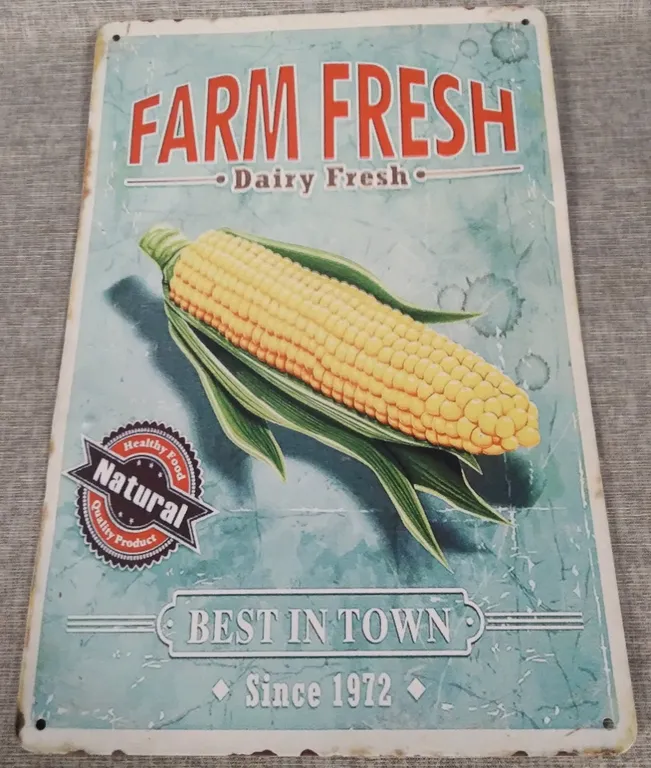 FARM FRESH
Dairy Fresh
Healthy Food
Natural
Quality Product
BEST IN TOWN
Since 1972